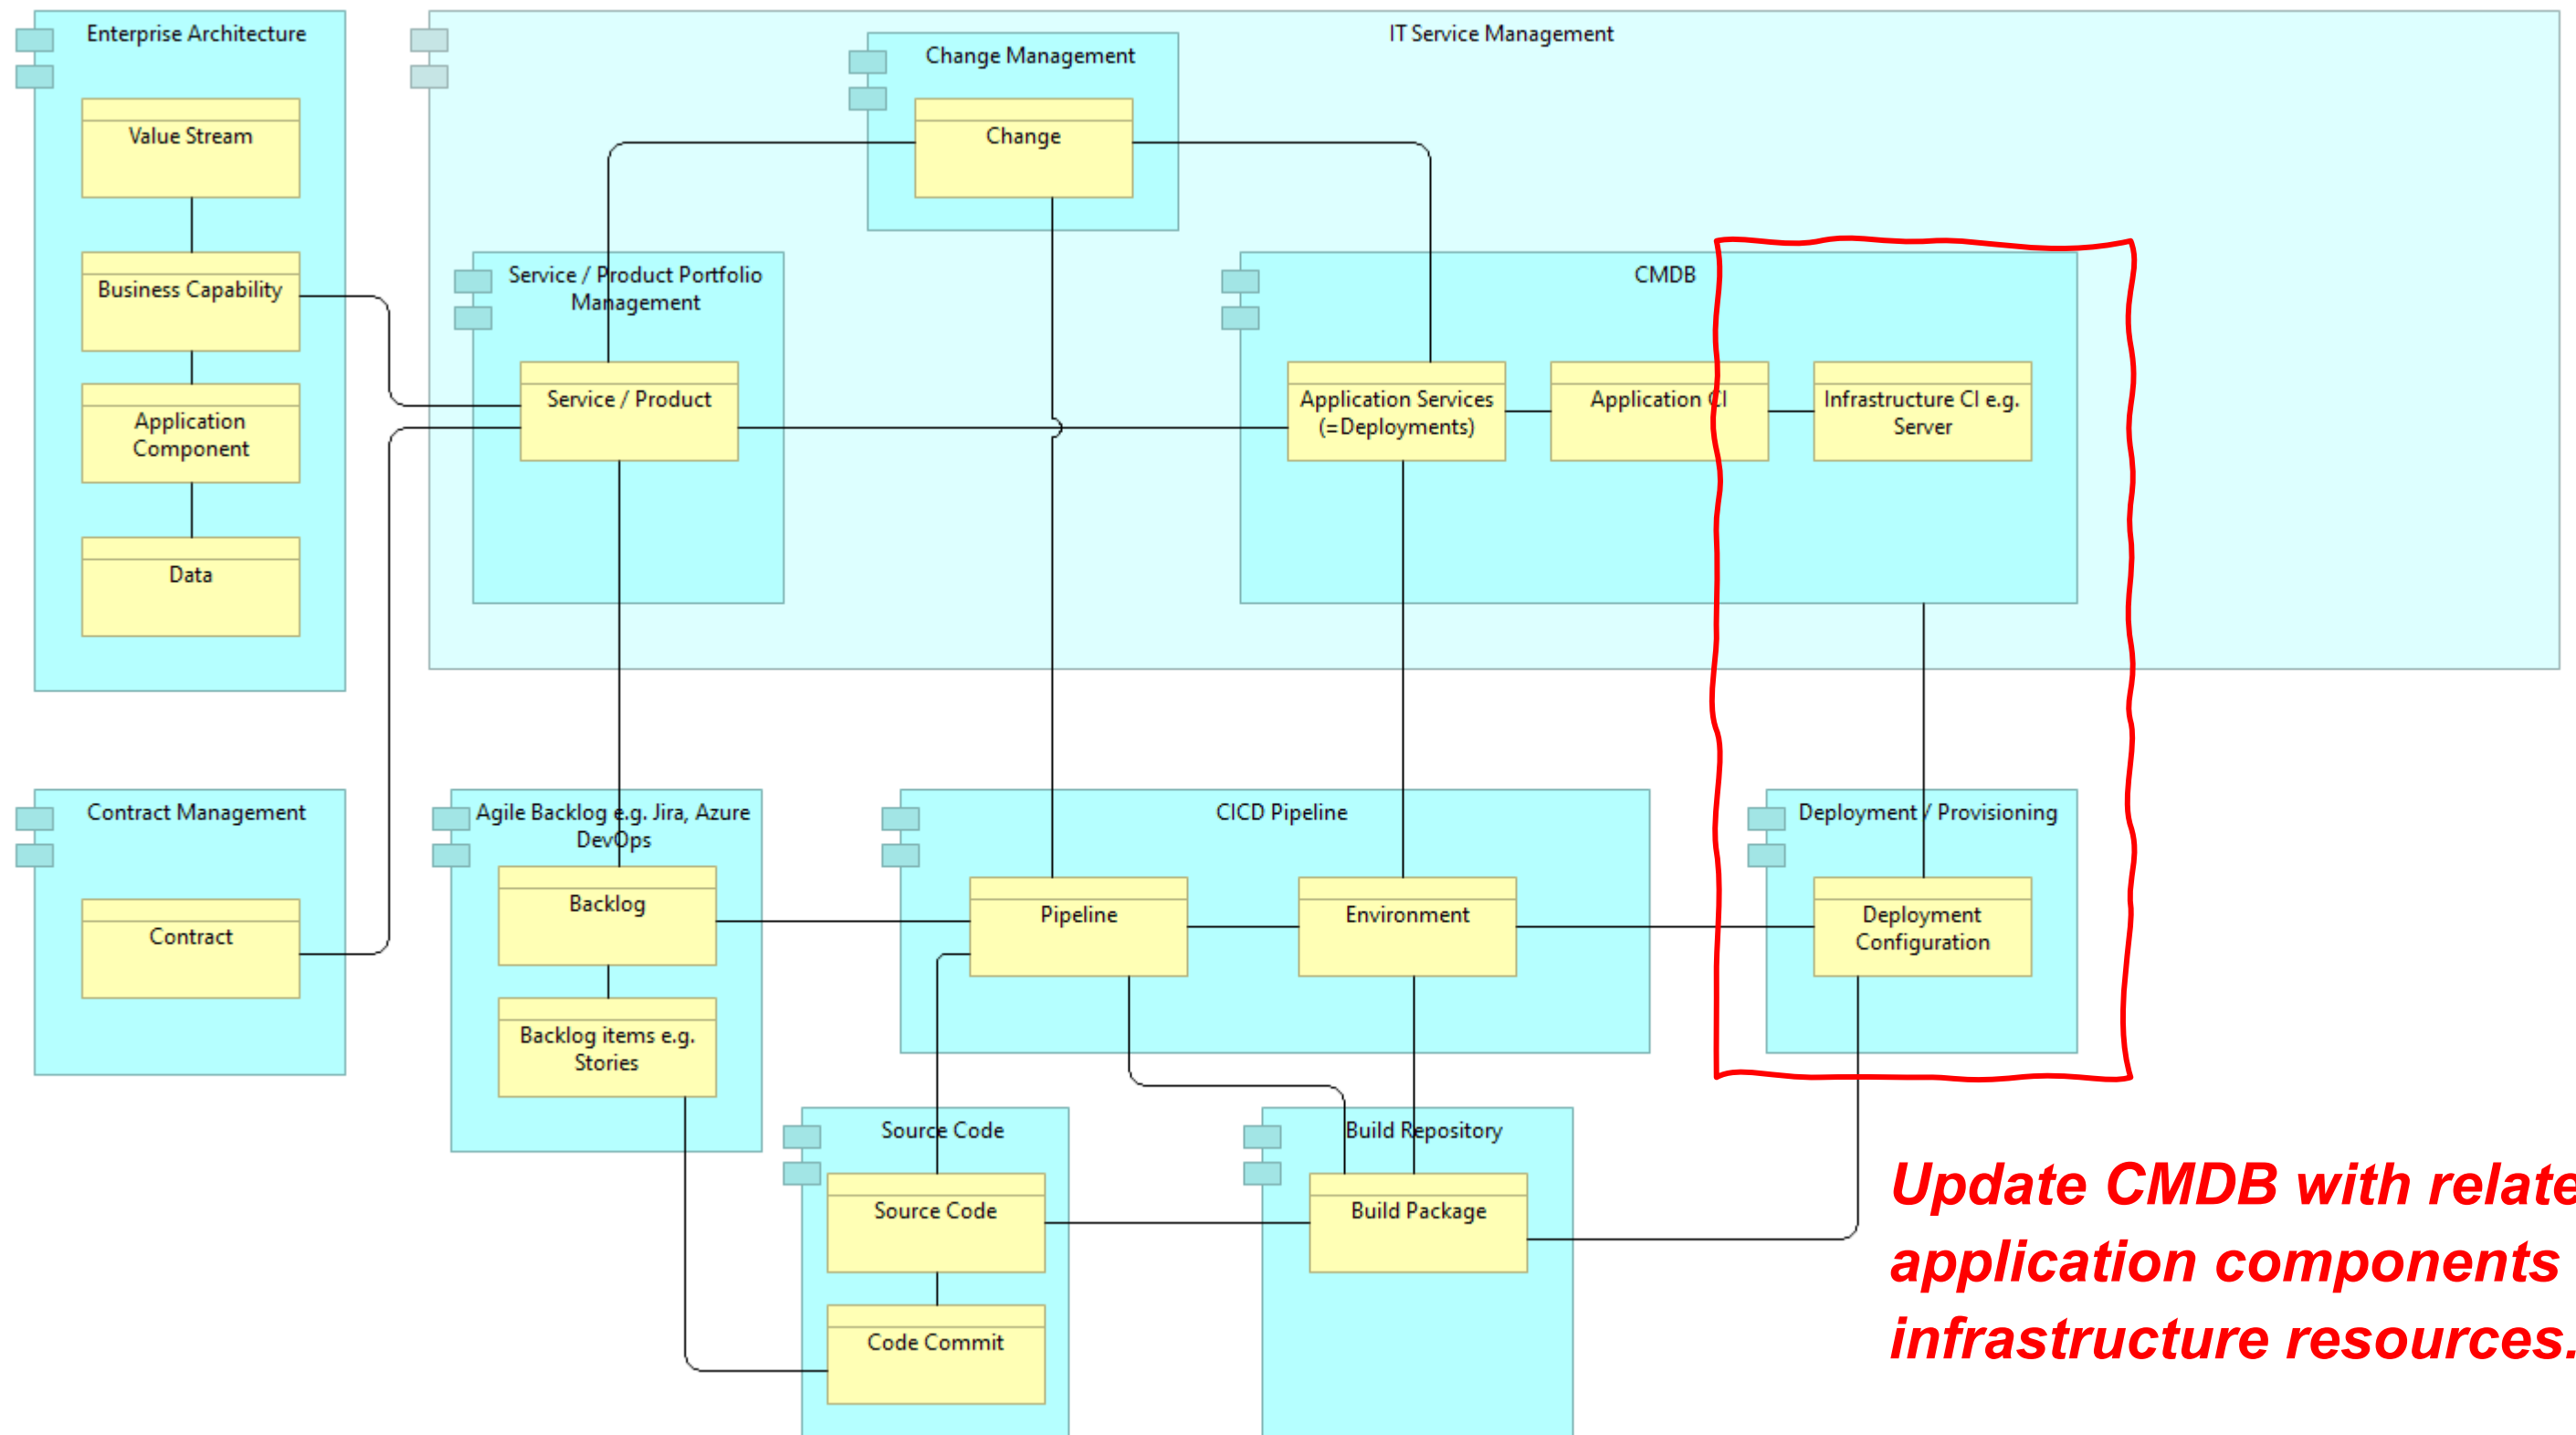 Enterprise Architecture
Value Stream
Business Capability
Application
Component
Data
IT Service Management
Change Management
Change
Service / Product Portfolio
Management
Service / Product
CMDB
Application Services
(=Deployments)
Application CI
Infrastructure CI e.g.
Server
Contract Management
Contract
Agile Backlog e.g. Jira, Azure
DevOps
Backlog
Backlog items e.g.
Stories
CICD Pipeline
Pipeline
Environment
Deployment / Provisioning
Deployment
Configuration
Source Code
Source Code
Code Commit
Build Repository
Build Package
Update CMDB with relate
application components
infrastructure resources.